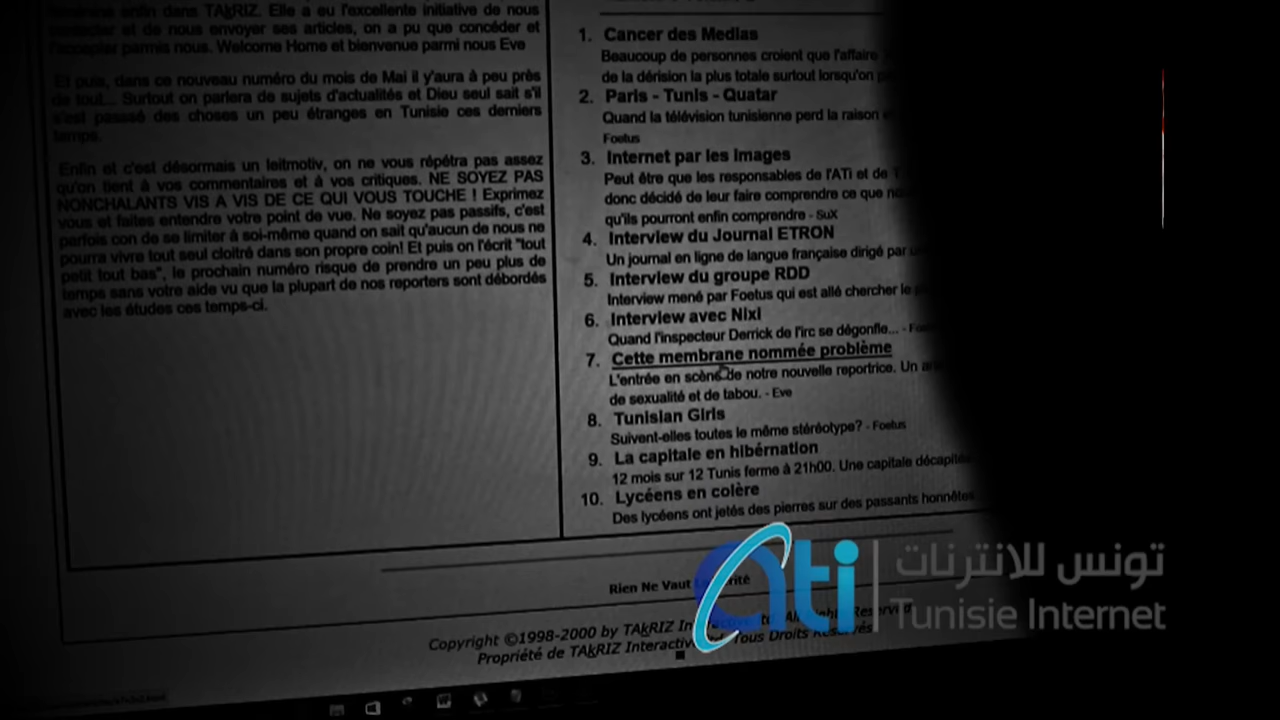 enfin dans TAkRIZ. Elle a eu l'excellente initiative de nous
et de nous envoyer ses articles, on a pu que concéder et
l'accepter parmis nous. Welcome Home et bienvenue parmi nous Eve
Et puis, dans ce nouveau numéro du mois de Mai il y'aura à peu près
de tout... Surtout on parlera de sujets d'actualités et Dieu seul sait s'il
s'est passé des choses un peu étranges en Tunisie ces derniers
temps.
Enfin et c'est désormais un leitmotiv, on ne vous répétra pas assez
qu'on tient à vos commentaires et à vos critiques. NE SOYEZ PAS
NONCHALANTS VIS A VIS DE CE QUI VOUS TOUCHE ! Exprimez
vous et faites entendre votre point de vue. Ne soyez pas passifs, c'est
parfois con de se limiter à soi-même quand on sait qu'aucun de nous ne
pourra vivre tout seul cloitré dans son propre coin! Et puis on l'écrit "tout
petit tout bas", le prochain numéro risque de prendre un peu plus de
temps sans votre aide vu que la plupart de nos reporters sont débordés
avec les études ces temps-ci.
1. Cancer des Medias
Beaucoup de personnes croient que l'affaire
de la dérision la plus totale surtout lorsqu'on
2. Paris - Tunis - Quatar
Quand la télévision tunisienne perd la raison
Foetus
3. Internet par les images
Peut être que les responsables de l'ATi et de
donc décidé de leur faire comprendre ce que
qu'ils pourront enfin comprendre - SuX
4. Interview du Journal ETRON
Un journal en ligne de langue française dirigé par
5. Interview du groupe RDD
Interview mené par Foetus qui est allé chercher le
6. Interview avec Nixi
Quand l'inspecteur Derrick de l'irc se dégonfle... -
7. Cette membrane nommée problème
L'entrée en scène de notre nouvelle reportrice. Un
de sexualité et de tabou. - Eve
8. Tunisian Girls
Suivent-elles toutes le même stéréotype? - Foetus
9. La capitale en hibérnation
12 mois sur 12 Tunis ferme à 21h00. Une capitale
10. Lycéens en colère
Des lycéens ont jetés des pierres sur des passants honnêtes
Rien Ne Vaut
Copyright ©1998-2000 by TAkRIZ
Propriété de TAkRIZ Interactive Tous Droits Réservés
ati
تونس للانترنات
Tunisie Internet